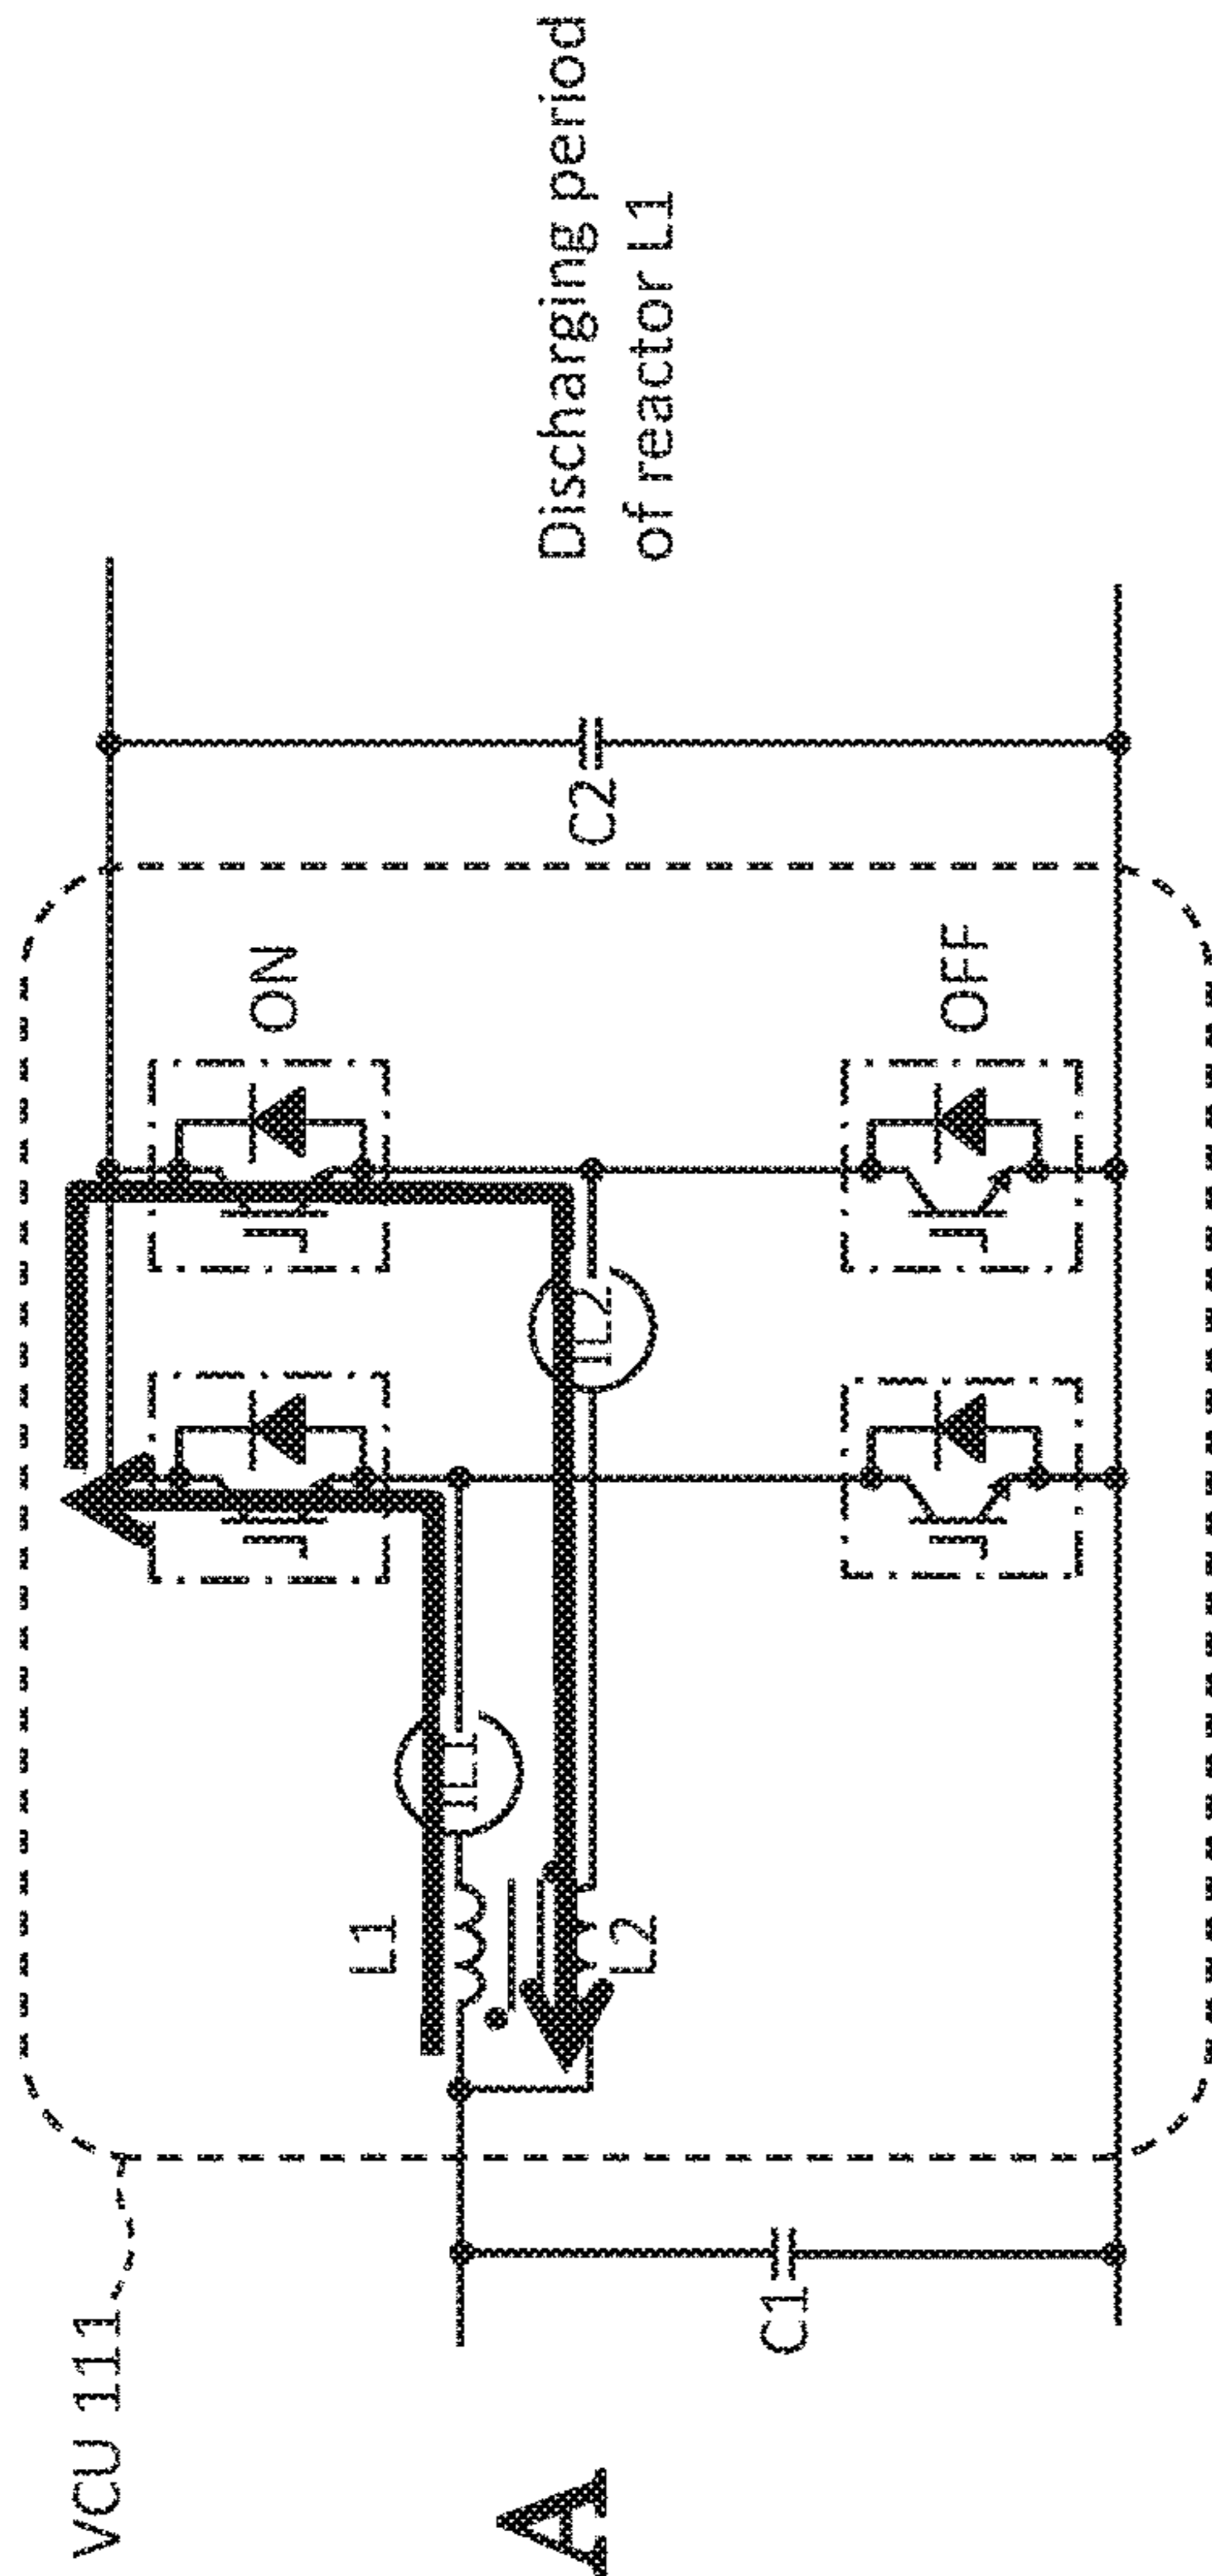 VCU 111
A
L1
IL1
L2
IL2
ON
OFF
C1
C2
Discharging period
of reactor L1